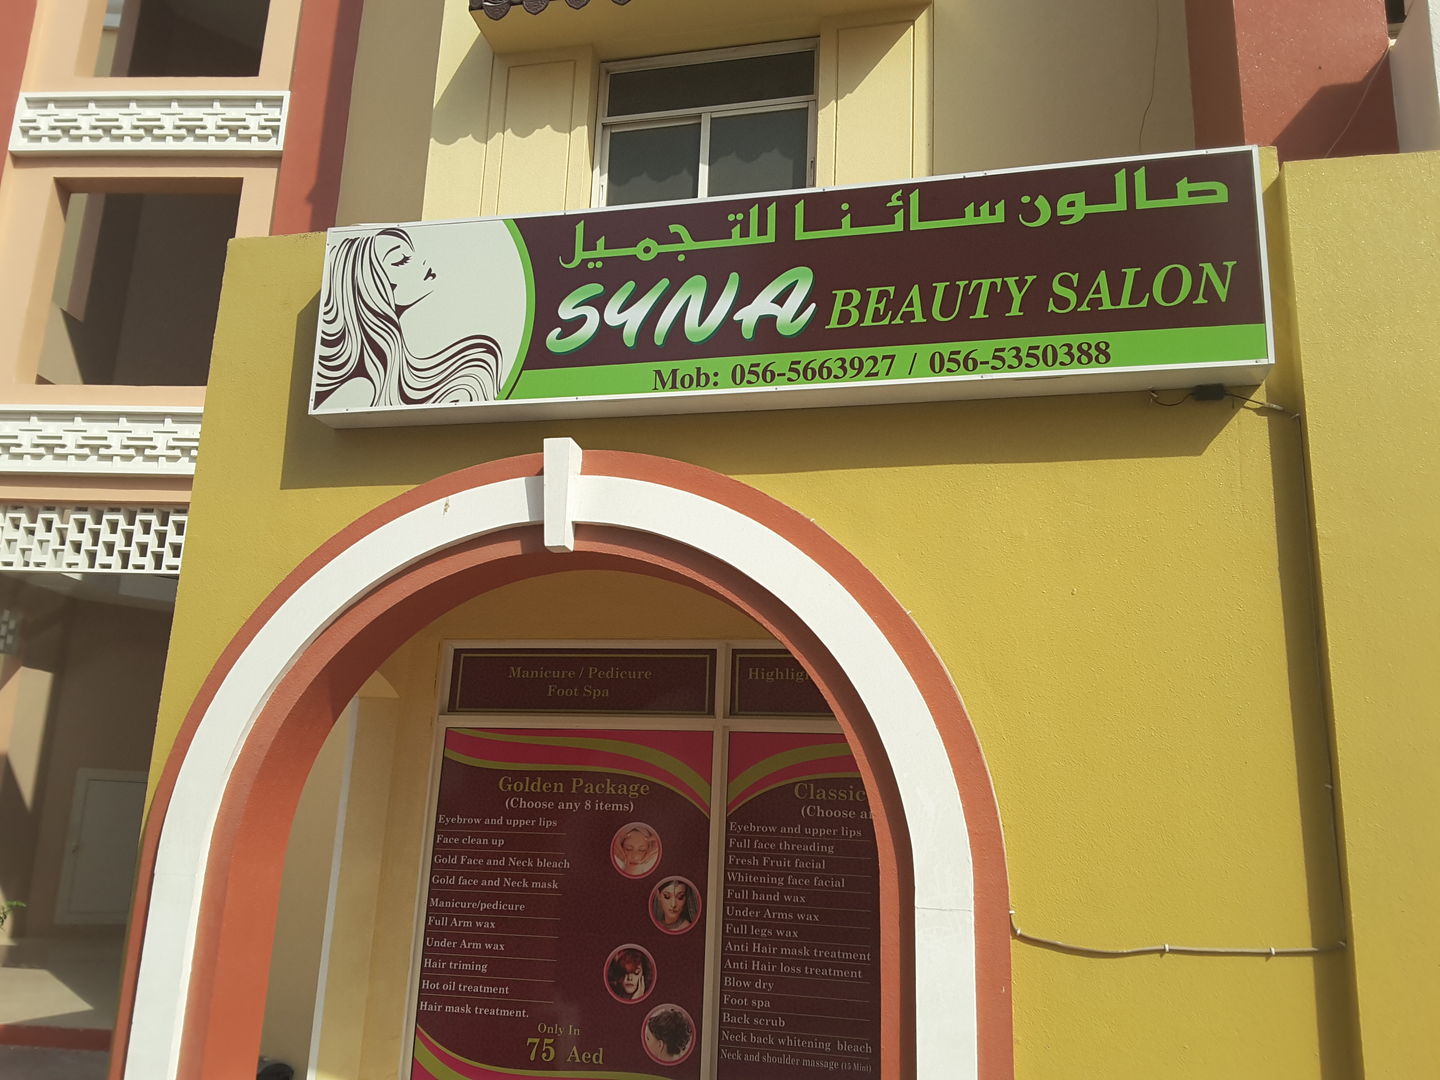 صالون سائنا للتجميل
SYNA BEAUTY SALON
Mob: 056-5663927 / 056-5350388
Manicure / Pedicure
Foot Spa
Golden Package
(Choose any 8 items)
Eyebrow and upper lips
Face clean up
Gold Face and Neck bleach
Gold face and Neck mask
Manicure/pedicure
Full Arm wax
Under Arm wax
Hair triming
Hot oil treatment
Hair mask treatment.
Only In
75 Aed
Classic
(Choose
Eyebrow and upper lips
Full face threading
Fresh Fruit facial
Whitening face facial
Full hand wax
Under Arms wax
Full legs wax
Anti Hair mask treatment
Anti Hair loss treatment
Blow dry
Foot spa
Back scrub
Neck back whitening bleach
Neck and shoulder massage (15 Mint)